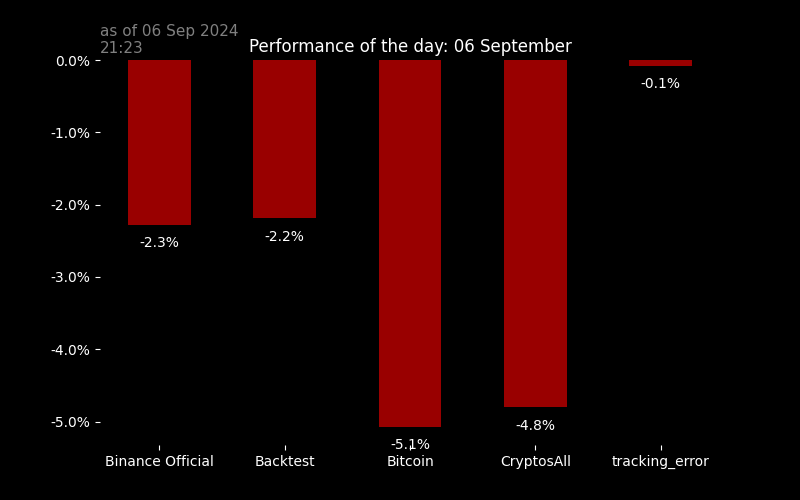 as of 06 Sep 2024
21:23
Performance of the day: 06 September
0.0%
-1.0%
-2.0%
-3.0%
-4.0%
-5.0%
-2.3%
-2.2%
-5.1%
-4.8%
-0.1%
Binance Official
Backtest
Bitcoin
CryptosAll
tracking_error